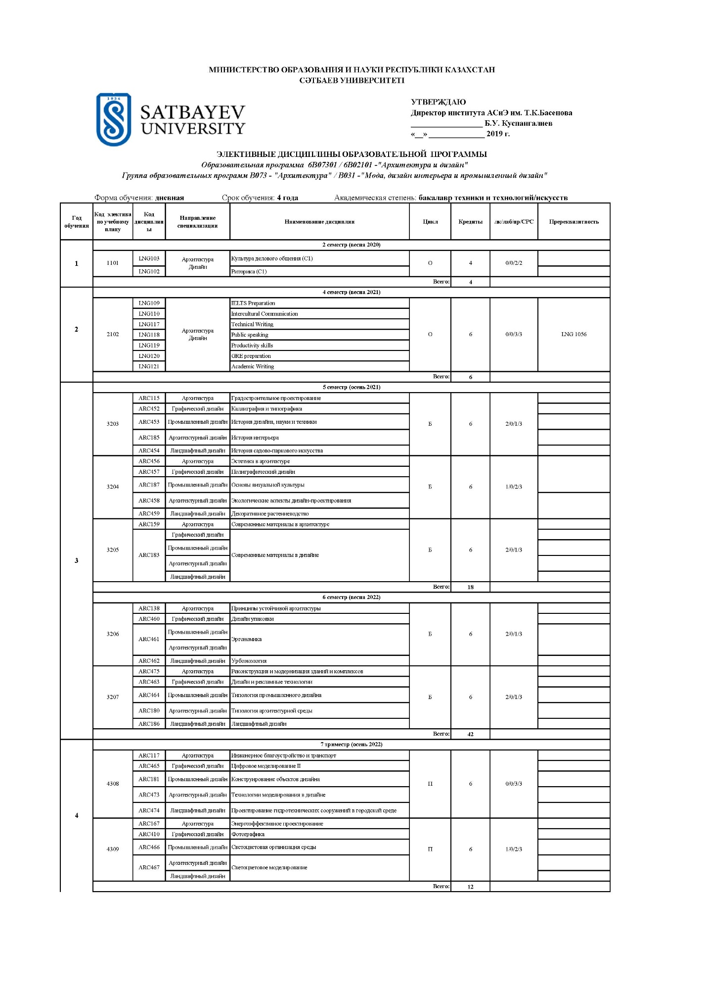 МИНИСТЕРСТВО ОБРАЗОВАНИЯ И НАУКИ РЕСПУБЛИКИ КАЗАХСТАН
СӘТБАЕВ УНИВЕРСИТЕТІ
1934
SATBAYEV
UNIVERSITY
УТВЕРЖДАЮ
Директор института АСиЭ им. Т.К.Басенова
__________________ Б.У. Куспангалиев
«__» ______________ 2019 г.
ЭЛЕКТИВНЫЕ ДИСЦИПЛИНЫ ОБРАЗОВАТЕЛЬНОЙ ПРОГРАММЫ
Образовательная программа 6В07301 / 6В02101 -"Архитектура и дизайн"
Группа образовательных программ В073 - "Архитектура" / В031 -"Мода, дизайн интерьера и промышленный дизайн"
Форма обучения: дневная Срок обучения: 4 года Академическая степень: бакалавр техники и технологий/искусств
Год обучения Код электива по учебному плану Код дисциплины Направление специализации Наименование дисциплин Цикл Кредиты лк/лаб/пр/СРС Пререквизитность
2 семестр (весна 2020)
1 1101 LNG103 Архитектура Дизайн Культура делового общения (С1) О 4 0/0/2/2
LNG102 Риторика (С1)
Всего: 4
4 семестр (весна 2021)
2 2102 LNG109 Архитектура Дизайн IELTS Preparation О 6 0/0/3/3 LNG 1056
LNG110 Intercultural Communication
LNG117 Technical Writing
LNG118 Public speaking
LNG119 Productivity skills
LNG120 GRE preparation
LNG121 Academic Writing
Всего: 6
5 семестр (осень 2021)
3 3203 ARC115 Архитектура Градостроительное проектирование Б 6 2/0/1/3
ARC452 Графический дизайн Каллиграфия и типографика
ARC453 Промышленный дизайн История дизайна, науки и техники
ARC185 Архитектурный дизайн История интерьера
ARC454 Ландшафтный дизайн История садово-паркового искусства
3204 ARC456 Архитектура Эстетика в архитектуре Б 6 1/0/2/3
ARC457 Графический дизайн Полиграфический дизайн
ARC187 Промышленный дизайн Основы визуальной культуры
ARC458 Архитектурный дизайн Экологические аспекты дизайн-проектирования
ARC459 Ландшафтный дизайн Декоративное растениеводство
3205 ARC159 Архитектура Современные материалы в архитектуре Б 6 2/0/1/3
ARC183 Графический дизайн Современные материалы в дизайне
Промышленный дизайн
Архитектурный дизайн
Ландшафтный дизайн
Всего: 18
6 семестр (весна 2022)
3206 ARC138 Архитектура Принципы устойчивой архитектуры Б 6 2/0/1/3
ARC460 Графический дизайн Дизайн упаковки
ARC461 Промышленный дизайн Эргономика
Архитектурный дизайн
ARC462 Ландшафтный дизайн Урбоэкология
3207 ARC475 Архитектура Реконструкция и модернизация зданий и комплексов Б 6 2/0/1/3
ARC463 Графический дизайн Дизайн и рекламные технологии
ARC464 Промышленный дизайн Типология промышленного дизайна
ARC180 Архитектурный дизайн Типология архитектурной среды
ARC186 Ландшафтный дизайн Ландшафтный дизайн
Всего: 42
7 триместр (осень 2022)
4 4308 ARC117 Архитектура Инженерное благоустройство и транспорт П 6 0/0/3/3
ARC465 Графический дизайн Цифровое моделирование II
ARC181 Промышленный дизайн Конструирование объектов дизайна
ARC473 Архитектурный дизайн Технологии моделирования в дизайне
ARC474 Ландшафтный дизайн Проектирование гидротехнических сооружений в городской среде
4309 ARC167 Архитектура Энергоэффективное проектирование П 6 1/0/2/3
ARC410 Графический дизайн Фотографика
ARC466 Промышленный дизайн Светоцветовая организация среды
ARC467 Архитектурный дизайн Светоцветовое моделирование
Ландшафтный дизайн
Всего: 12